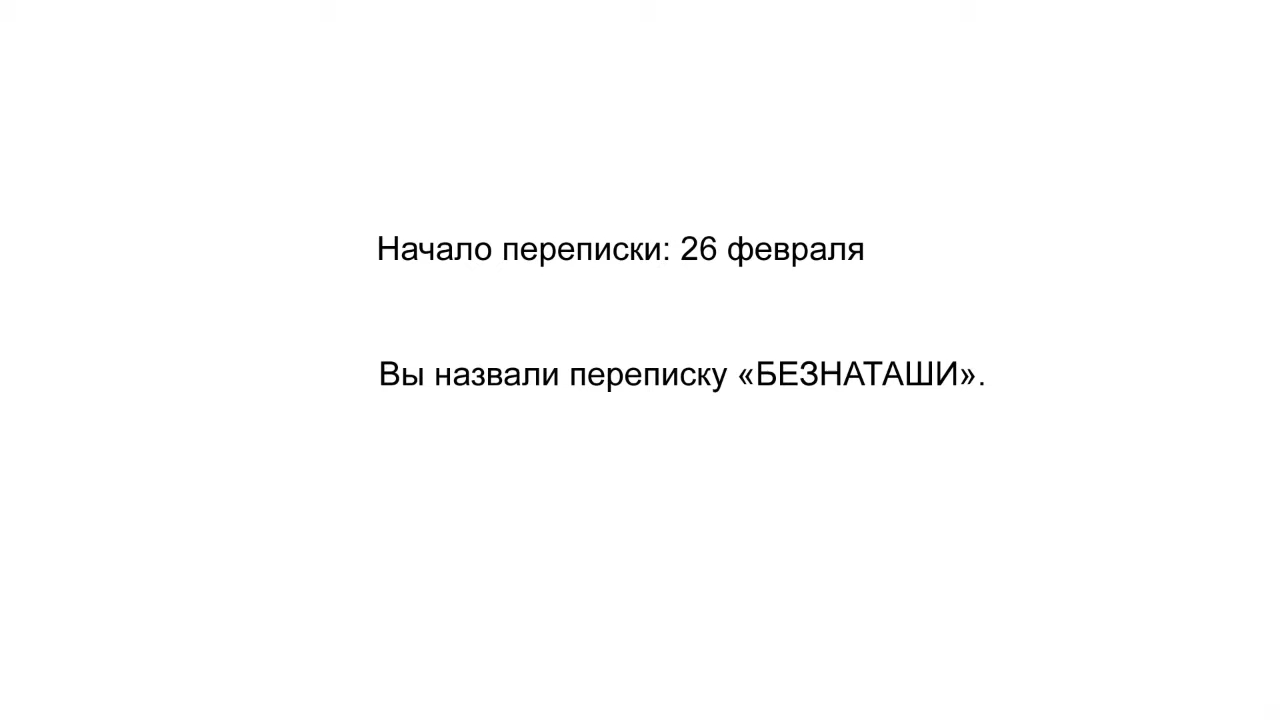 Начало переписки: 26 февраля
Вы назвали переписку «БЕЗНАТАШИ».